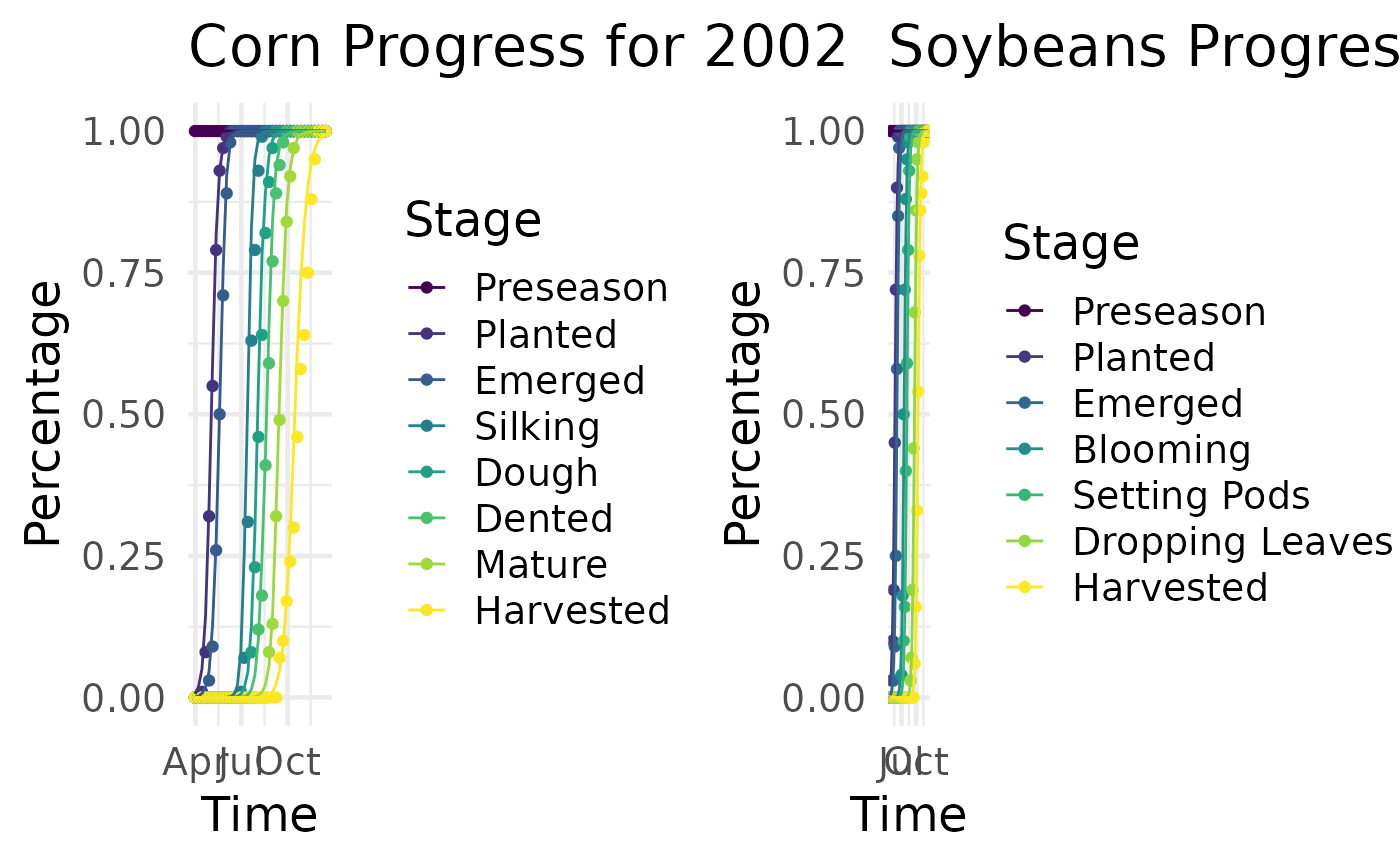 Corn Progress for 2002
Soybeans Progres
Percentage
1.00
0.75
0.50
0.25
0.00
Apr
Jul
Oct
Time
Stage
Preseason
Planted
Emerged
Silking
Dough
Dented
Mature
Harvested
Percentage
1.00
0.75
0.50
0.25
0.00
Jul
Oct
Time
Stage
Preseason
Planted
Emerged
Blooming
Setting Pods
Dropping Leaves
Harvested